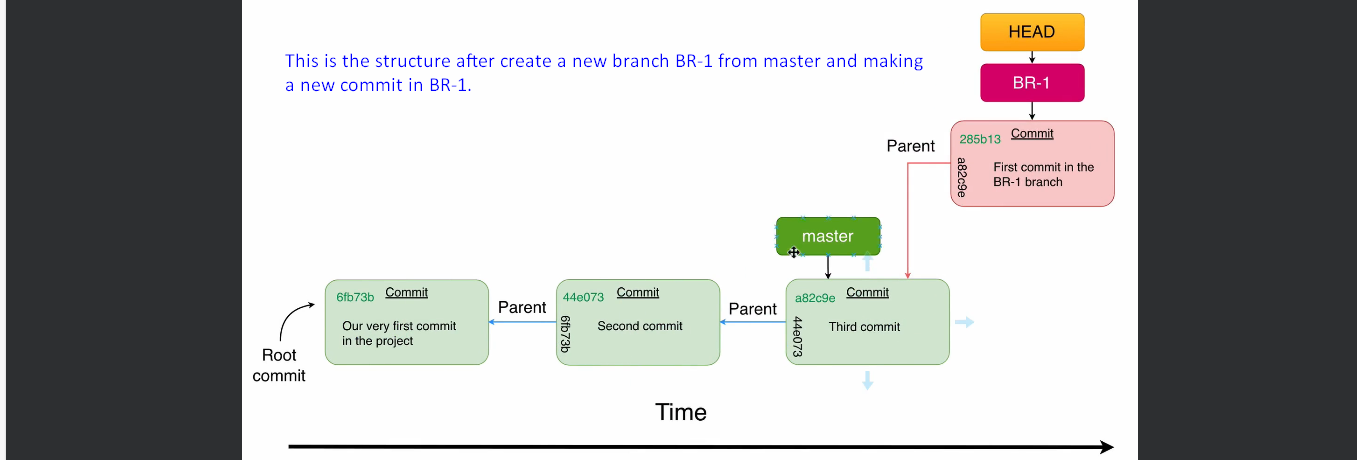 This is the structure after create a new branch BR-1 from master and making
a new commit in BR-1.
HEAD
BR-1
Parent
285b13 Commit
a82c9e
First commit in the
BR-1 branch
master
6fb73b Commit
Our very first commit
in the project
Parent
44e073 Commit
6fb73b
Second commit
Parent
a82c9e Commit
44e073
Third commit
Root
commit
Time